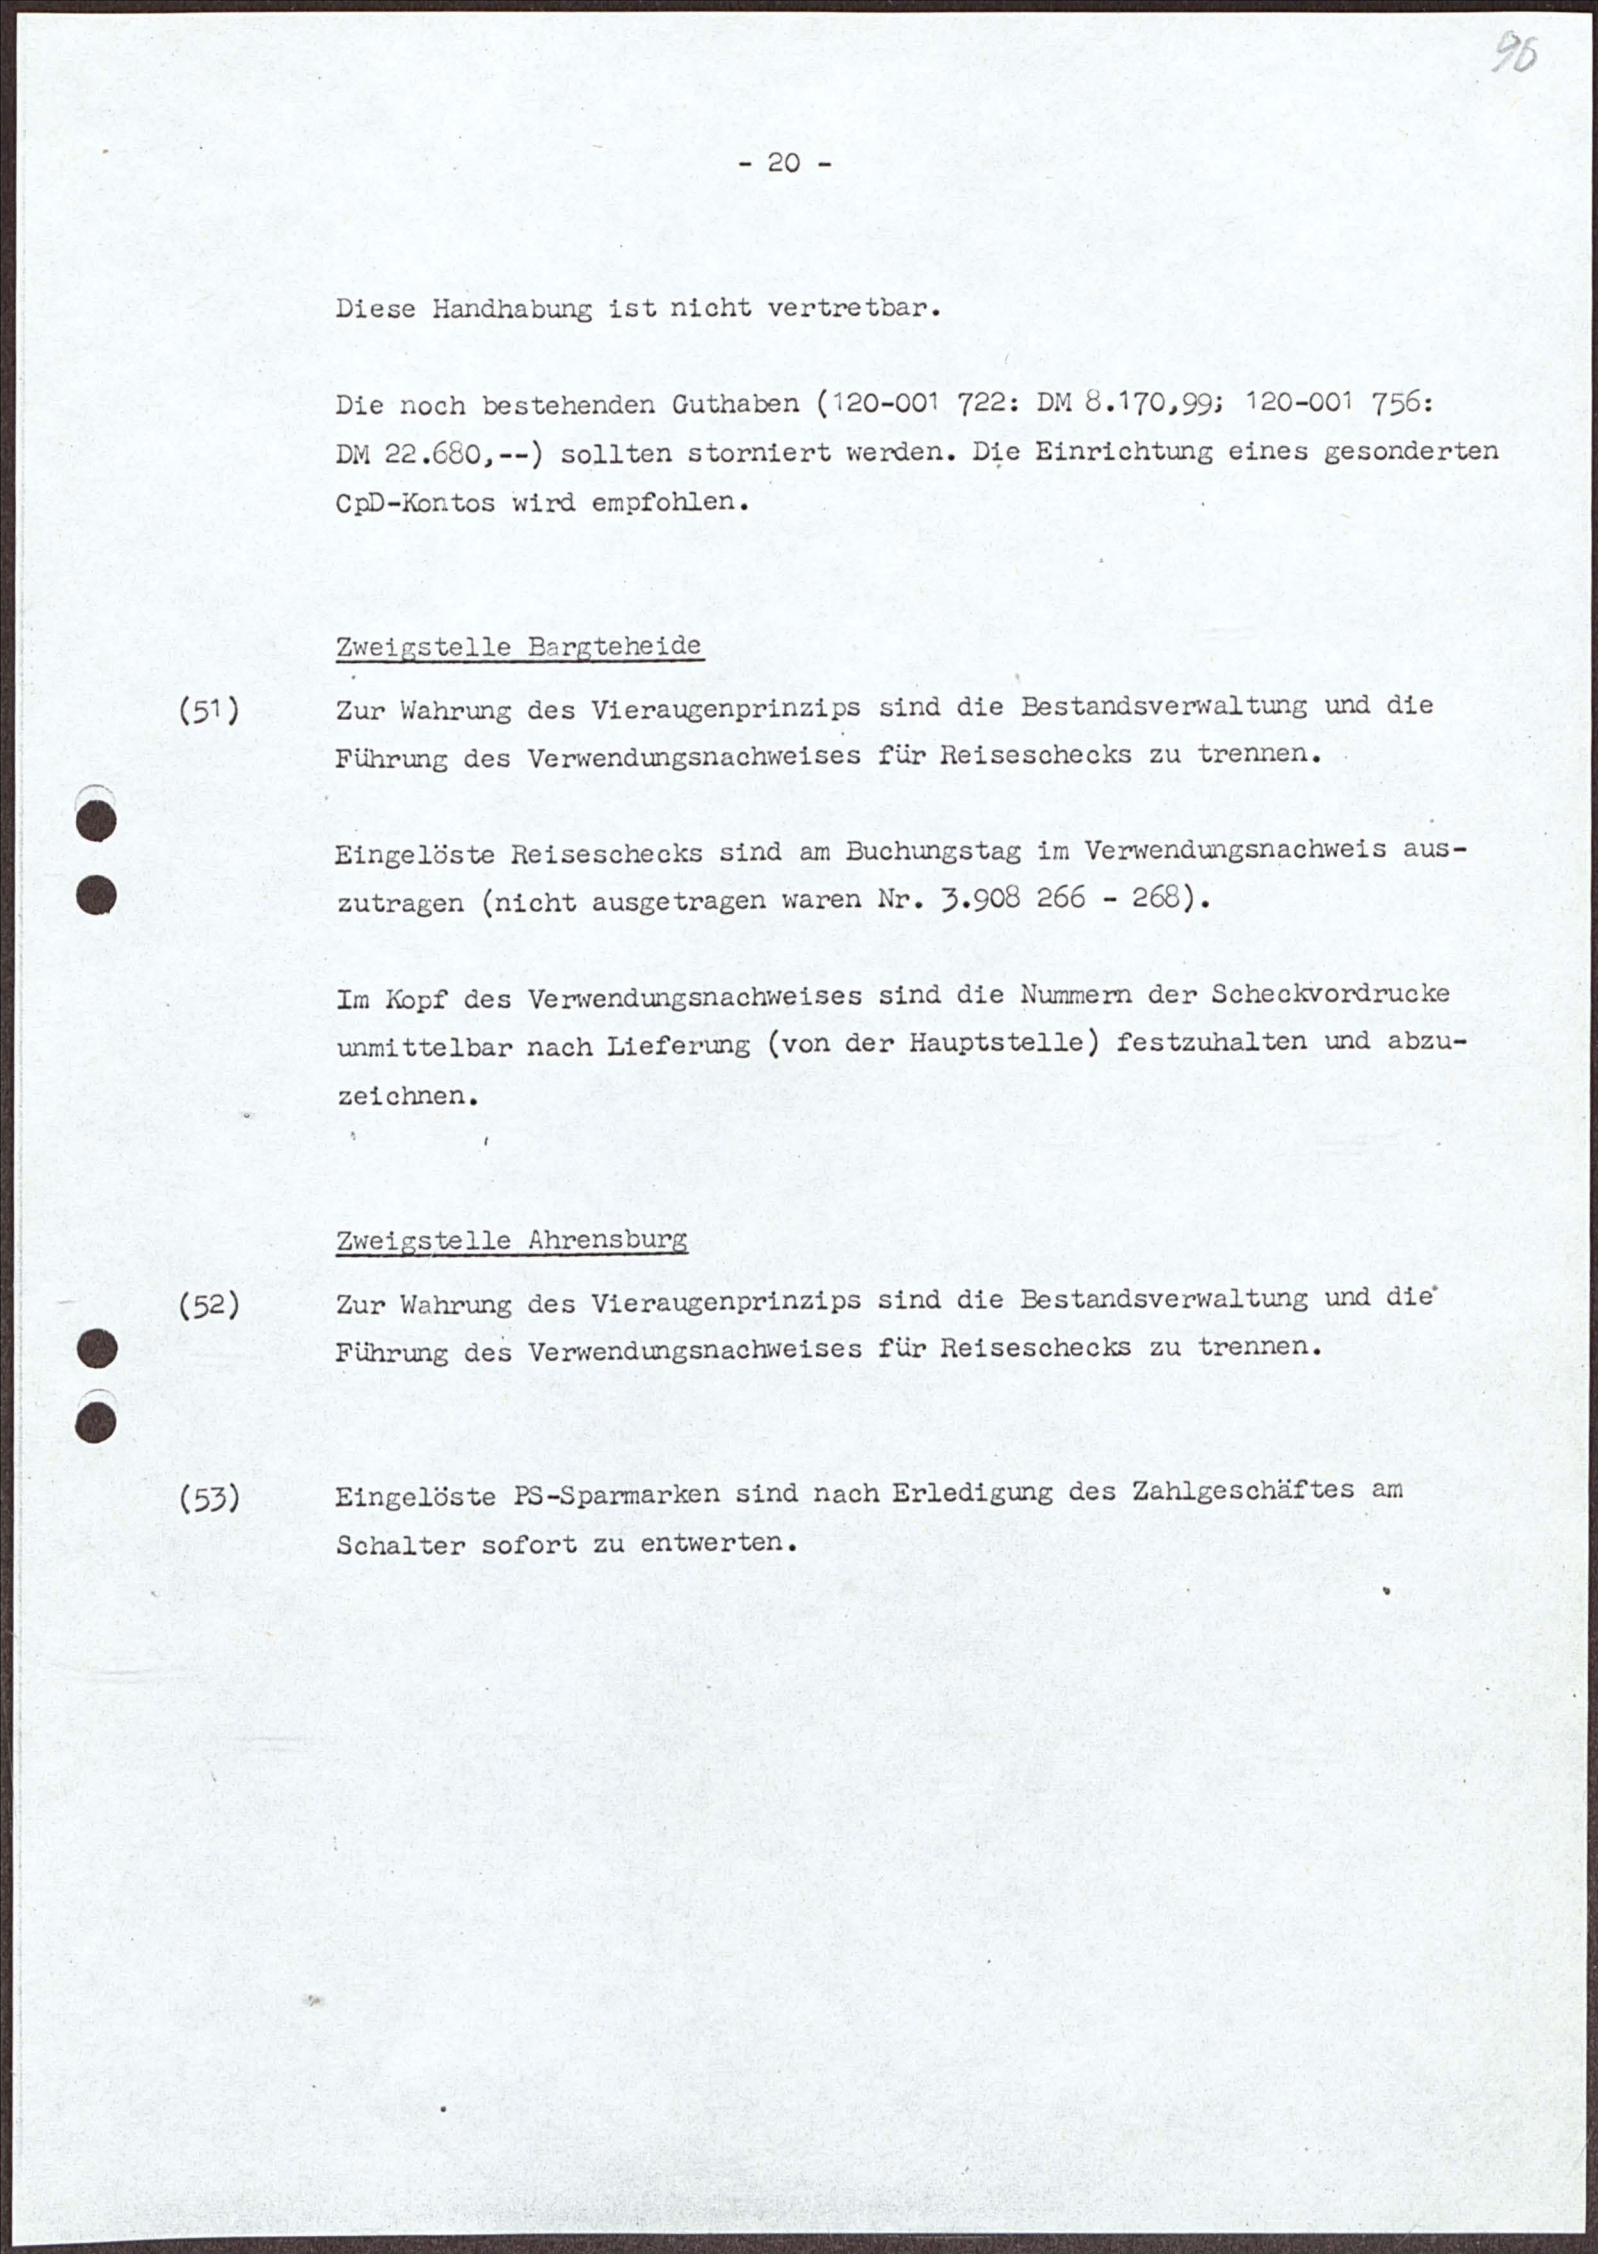 96
- 20 -
Diese Handhabung ist nicht vertretbar.
Die noch bestehenden Guthaben (120-001 722: DM 8.170,99; 120-001 756:
DM 22.680,--) sollten storniert werden. Die Einrichtung eines gesonderten
CpD-Kontos wird empfohlen.
Zweigstelle Bargteheide
(51) Zur Wahrung des Vieraugenprinzips sind die Bestandsverwaltung und die
Führung des Verwendungsnachweises für Reiseschecks zu trennen.
Eingelöste Reiseschecks sind am Buchungstag im Verwendungsnachweis aus-
zutragen (nicht ausgetragen waren Nr. 3.908 266 - 268).
Im Kopf des Verwendungsnachweises sind die Nummern der Scheckvordrucke
unmittelbar nach Lieferung (von der Hauptstelle) festzuhalten und abzu-
zeichnen.
Zweigstelle Ahrensburg
(52) Zur Wahrung des Vieraugenprinzips sind die Bestandsverwaltung und die
Führung des Verwendungsnachweises für Reiseschecks zu trennen.
(53) Eingelöste PS-Sparmarken sind nach Erledigung des Zahlgeschäftes am
Schalter sofort zu entwerten.